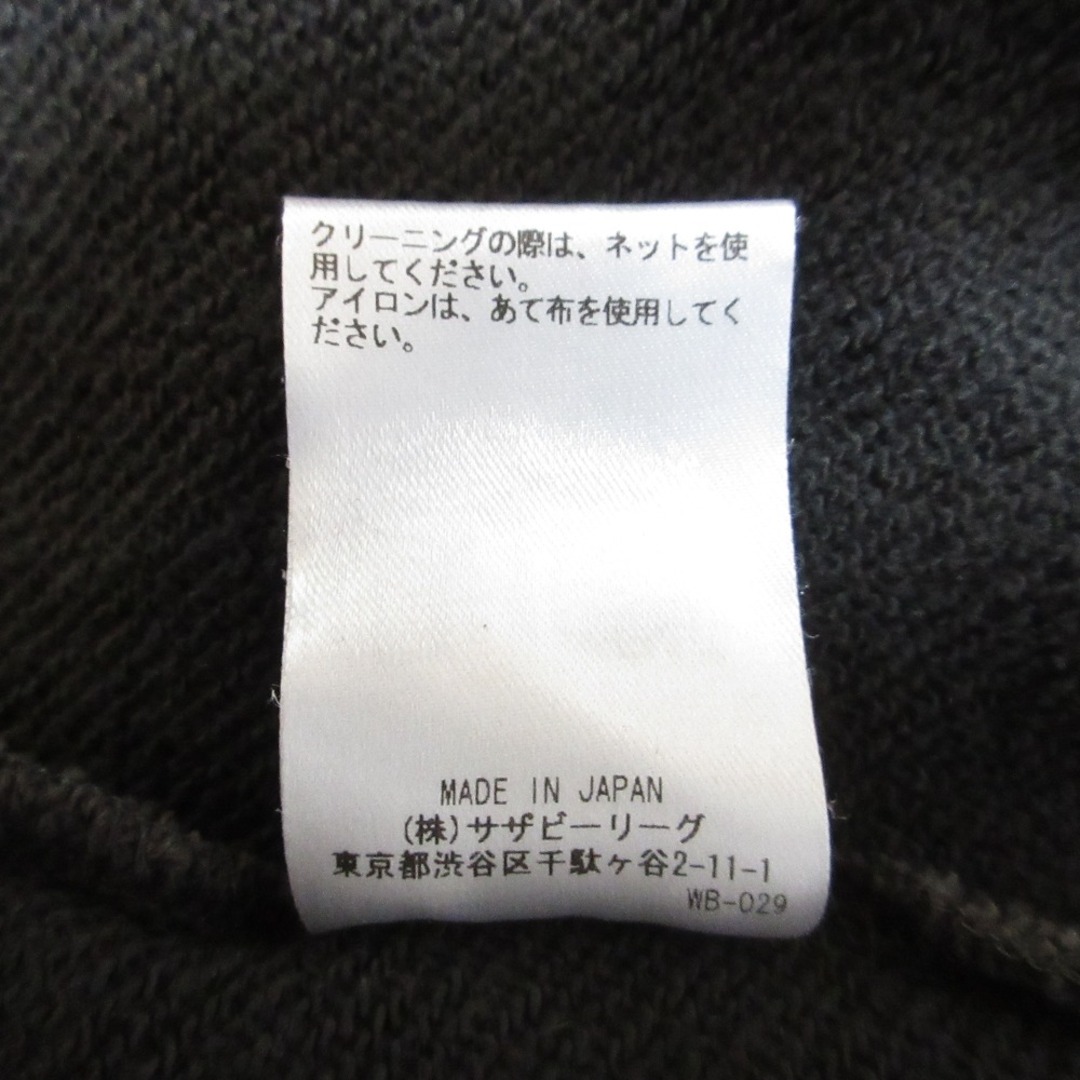 クリーニングの際は、ネットを使
用してください。
アイロンは、あて布を使用してく
ださい。
MADE IN JAPAN
(株)サザビーリーグ
東京都渋谷区千駄ヶ谷2-11-1
WB-029